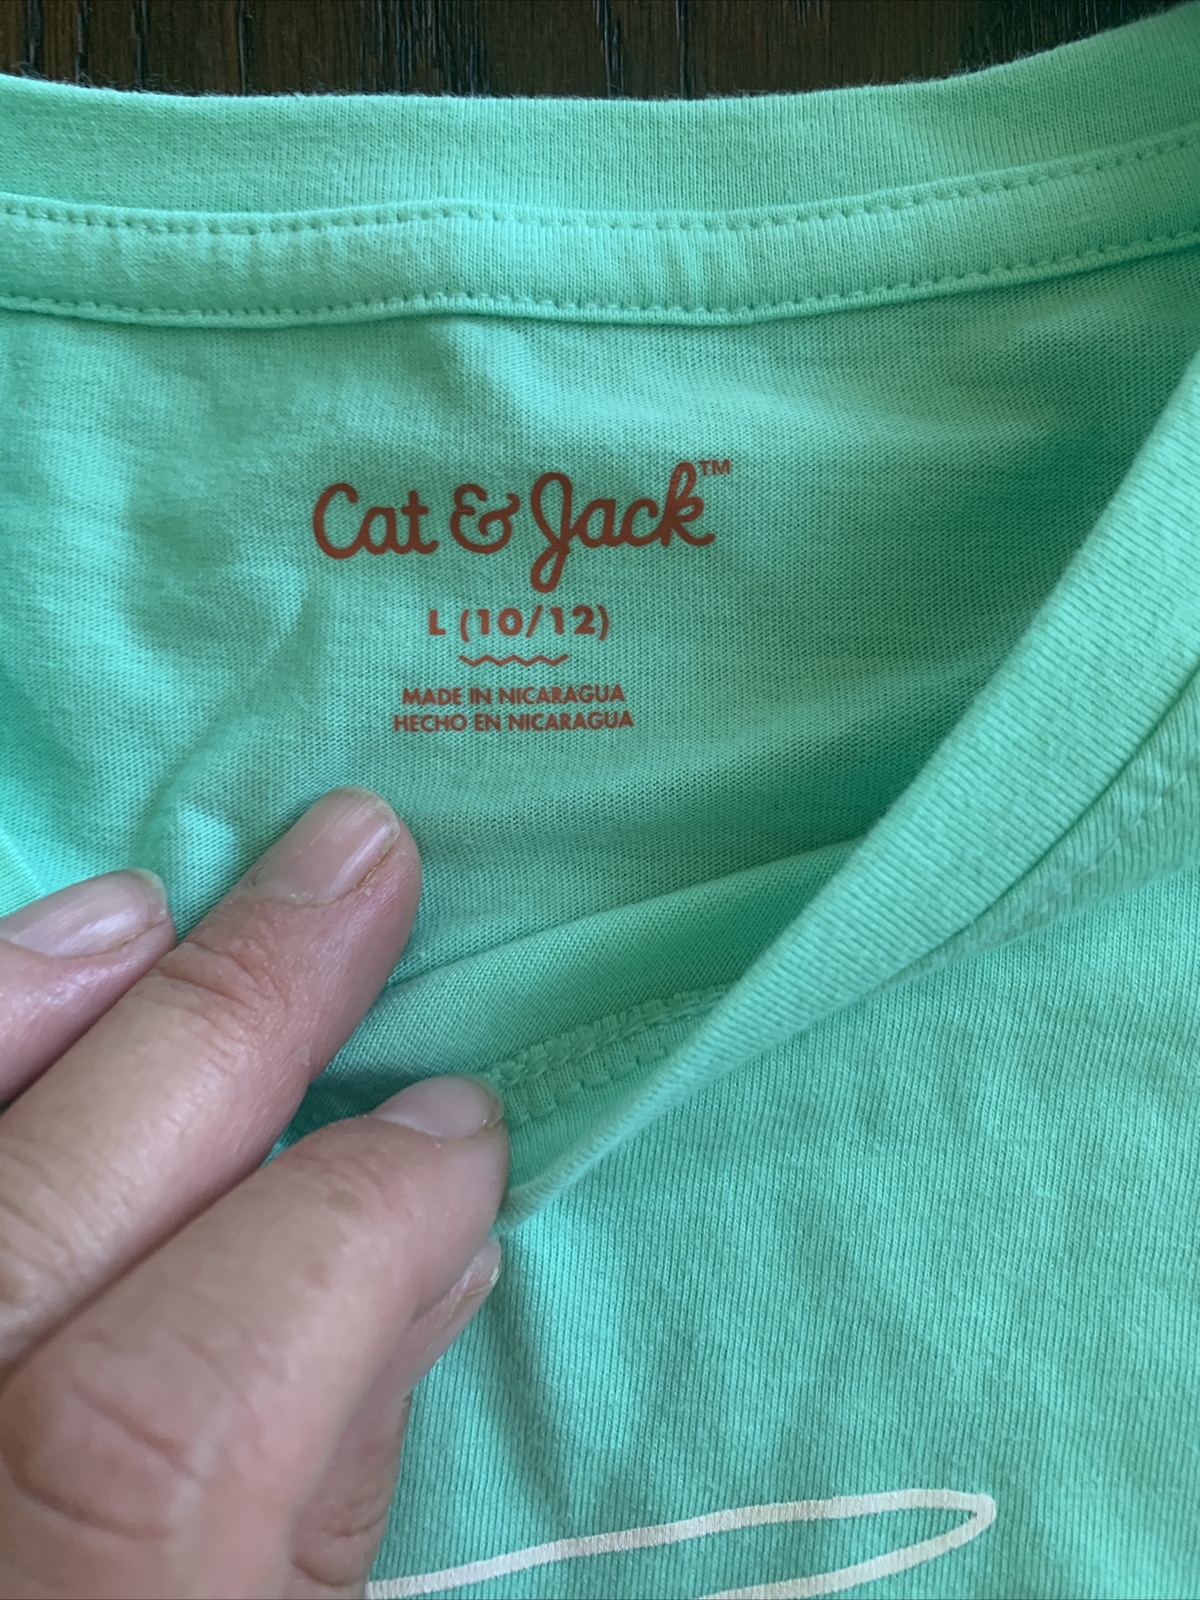 Cat & Jack™
L (10/12)
MADE IN NICARAGUA
HECHO EN NICARAGUA